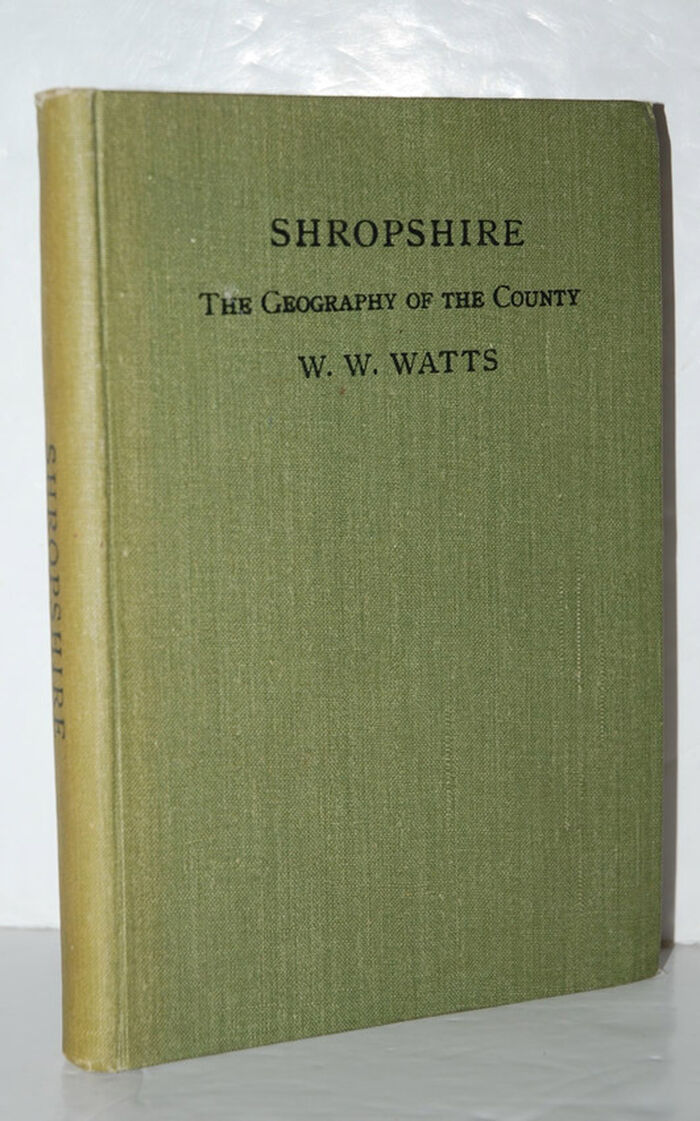 SHROPSHIRE
THE GEOGRAPHY OF THE COUNTY
W. W. WATTS
SHROPSHIRE